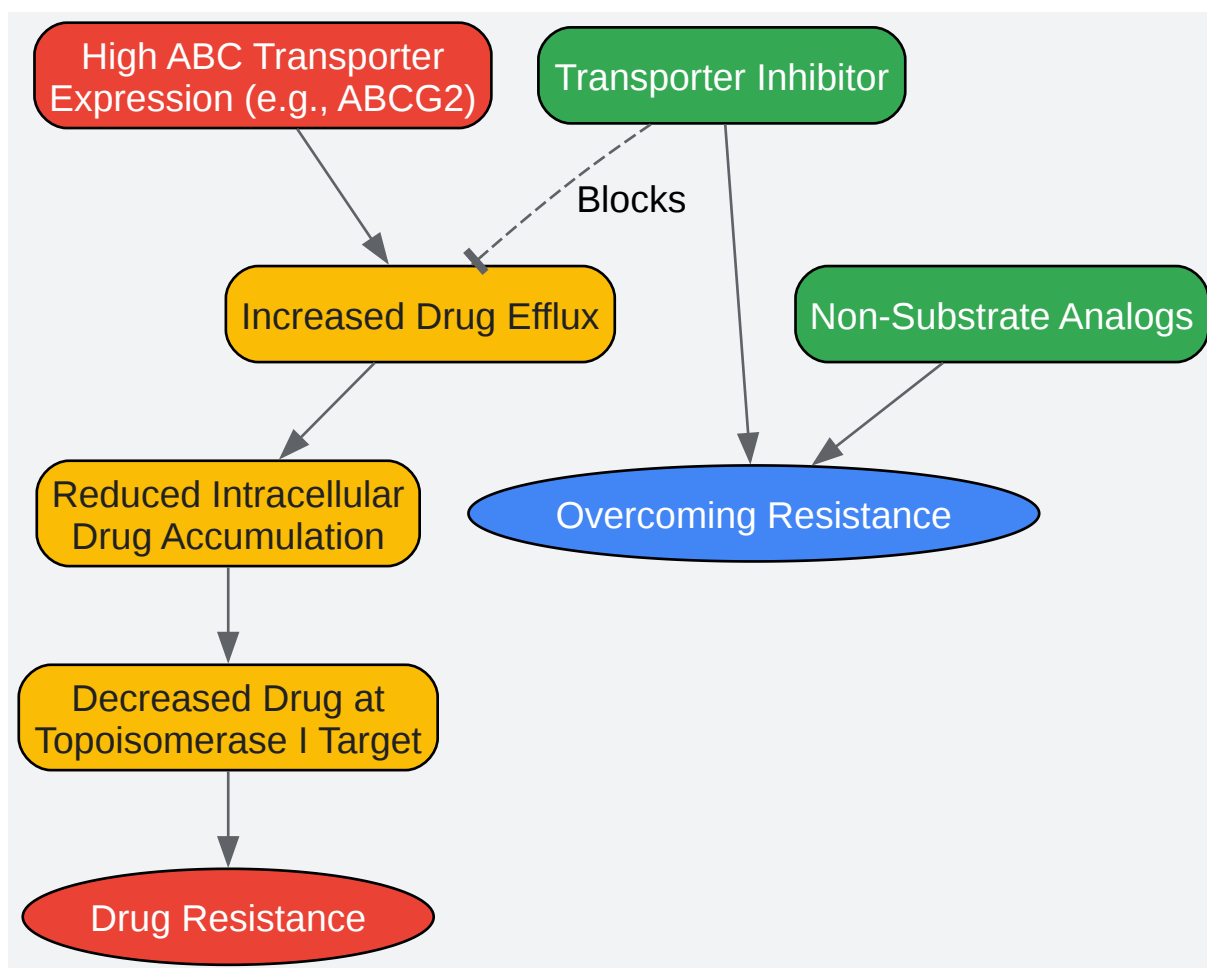 High ABC Transporter
Expression (e.g., ABCG2)
Transporter Inhibitor
Blocks
Increased Drug Efflux
Non-Substrate Analogs
Reduced Intracellular
Drug Accumulation
Overcoming Resistance
Decreased Drug at
Topoisomerase I Target
Drug Resistance